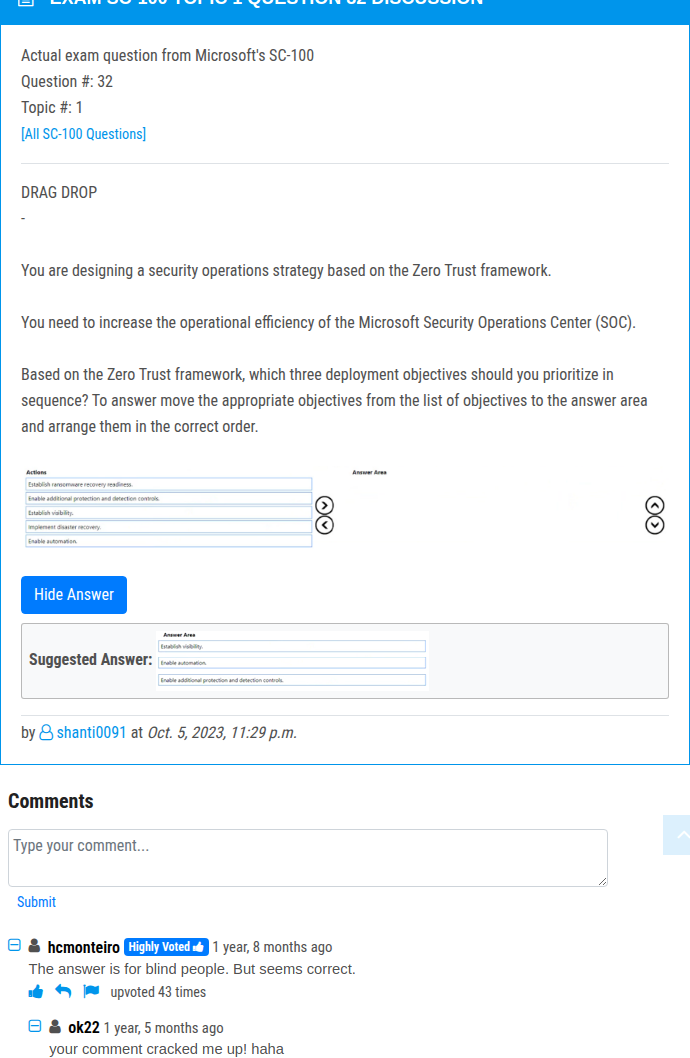 EXAM SC-100 TOPIC 1 QUESTION 32 DISCUSSION
Actual exam question from Microsoft's SC-100
Question #: 32
Topic #: 1
[All SC-100 Questions]
DRAG DROP
-
You are designing a security operations strategy based on the Zero Trust framework.
You need to increase the operational efficiency of the Microsoft Security Operations Center (SOC).
Based on the Zero Trust framework, which three deployment objectives should you prioritize in
sequence? To answer move the appropriate objectives from the list of objectives to the answer area
and arrange them in the correct order.
Actions
Answer Area
Establish ransomware recovery readiness.
Enable additional protection and detection controls.
Establish visibility.
Implement disaster recovery.
Enable automation.
Hide Answer
Suggested Answer:
Answer Area
Establish visibility.
Enable automation.
Enable additional protection and detection controls.
by shanti0091 at Oct. 5, 2023, 11:29 p.m.
Comments
Type your comment...
Submit
hcmonteiro Highly Voted 1 year, 8 months ago
The answer is for blind people. But seems correct.
upvoted 43 times
ok22 1 year, 5 months ago
your comment cracked me up! haha